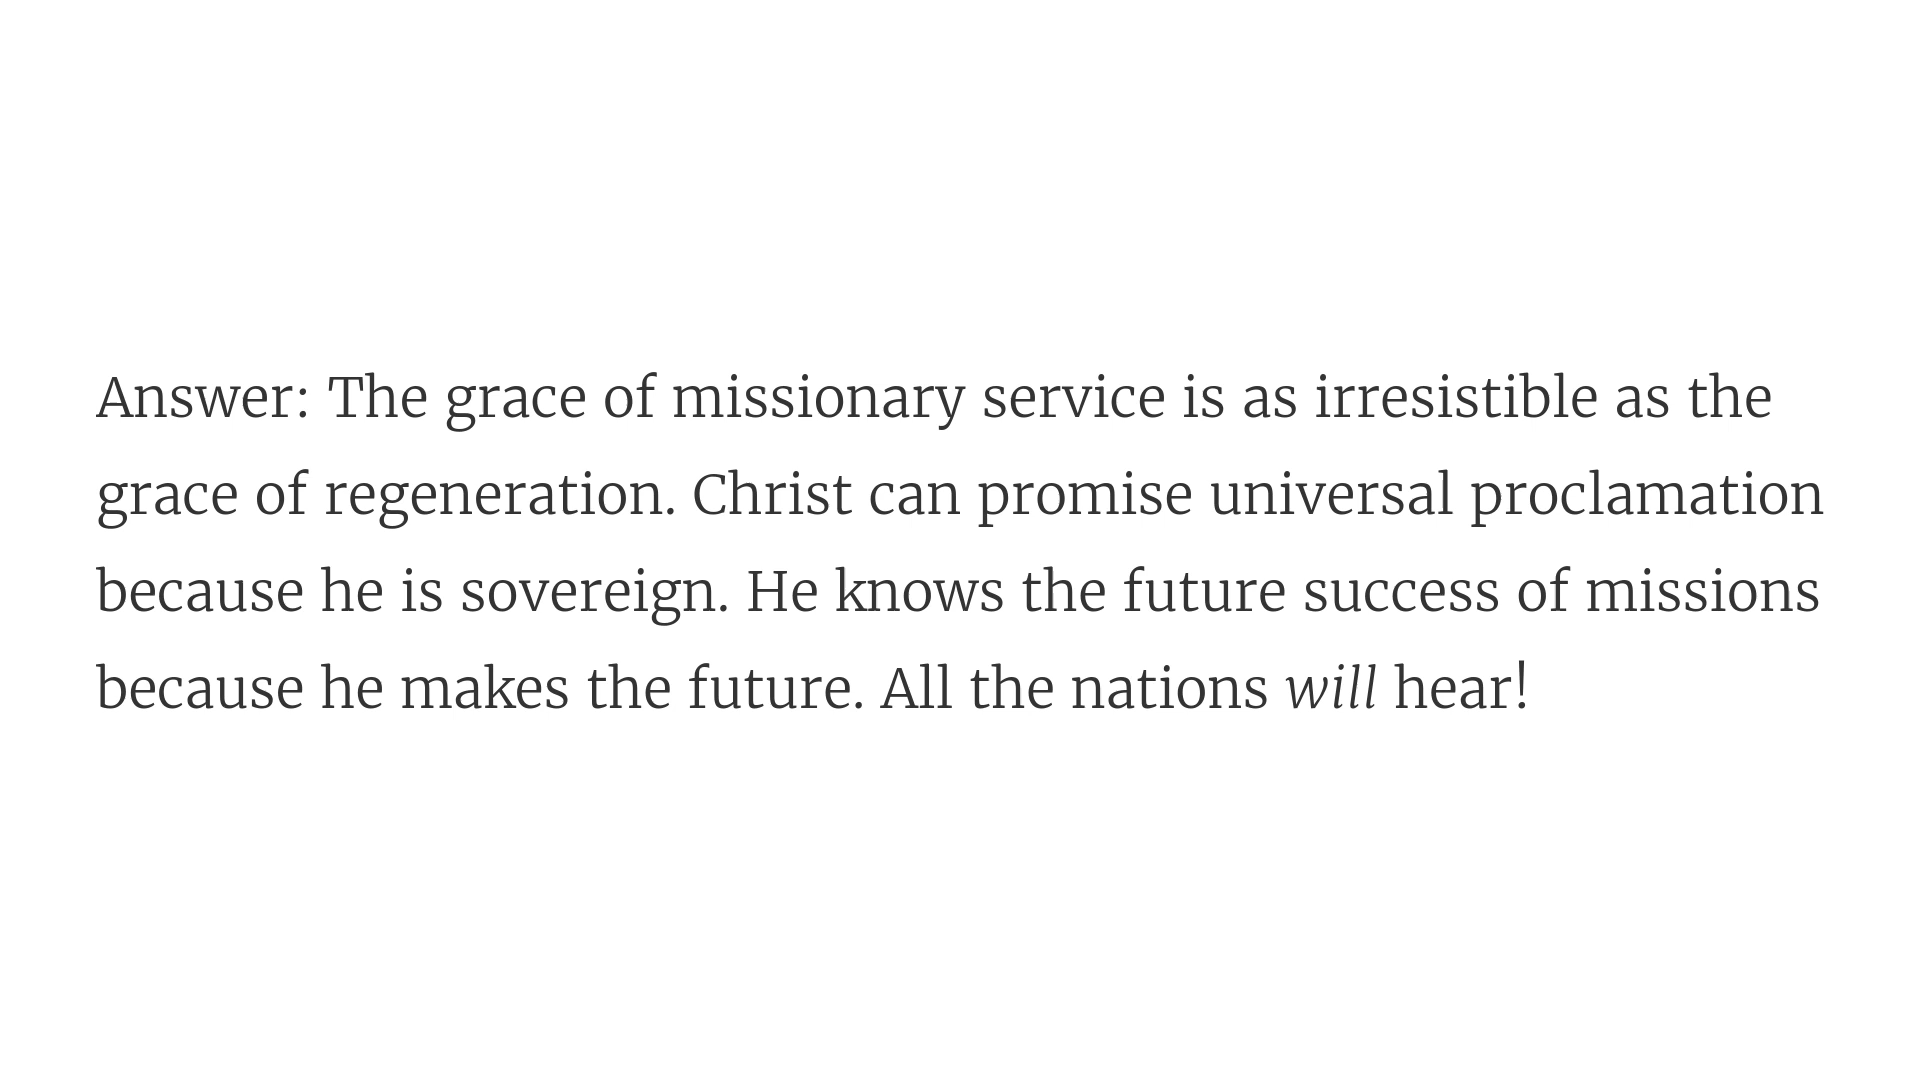 Answer: The grace of missionary service is as irresistible as the
grace of regeneration. Christ can promise universal proclamation
because he is sovereign. He knows the future success of missions
because he makes the future. All the nations will hear!